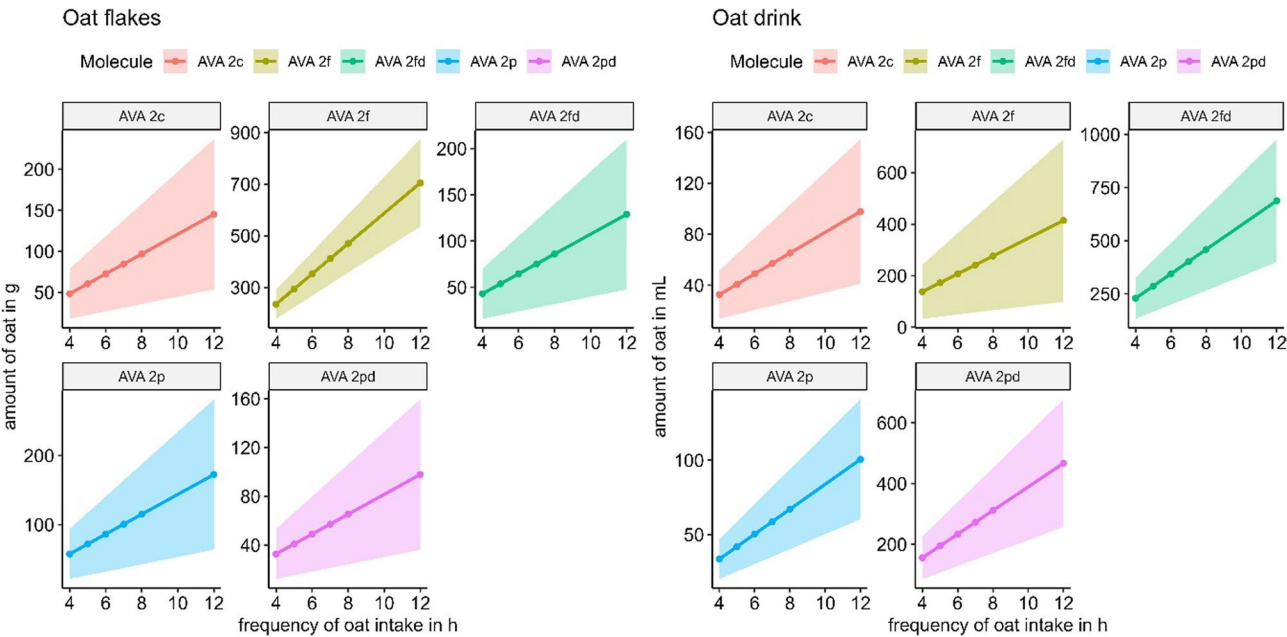 Oat flakes
Molecule AVA 2c AVA 2f AVA 2fd AVA 2p AVA 2pd
AVA 2c
200
150
100
50
4 6 8 10 12
AVA 2f
900
700
500
300
4 6 8 10 12
AVA 2fd
200
150
100
50
4 6 8 10 12
AVA 2p
200
100
4 6 8 10 12
AVA 2pd
160
120
80
40
4 6 8 10 12
amount of oat in g
frequency of oat intake in h
Oat drink
Molecule AVA 2c AVA 2f AVA 2fd AVA 2p AVA 2pd
AVA 2c
160
120
80
40
4 6 8 10 12
AVA 2f
600
400
200
0
4 6 8 10 12
AVA 2fd
1000
750
500
250
4 6 8 10 12
AVA 2p
100
50
4 6 8 10 12
AVA 2pd
600
400
200
4 6 8 10 12
amount of oat in mL
frequency of oat intake in h